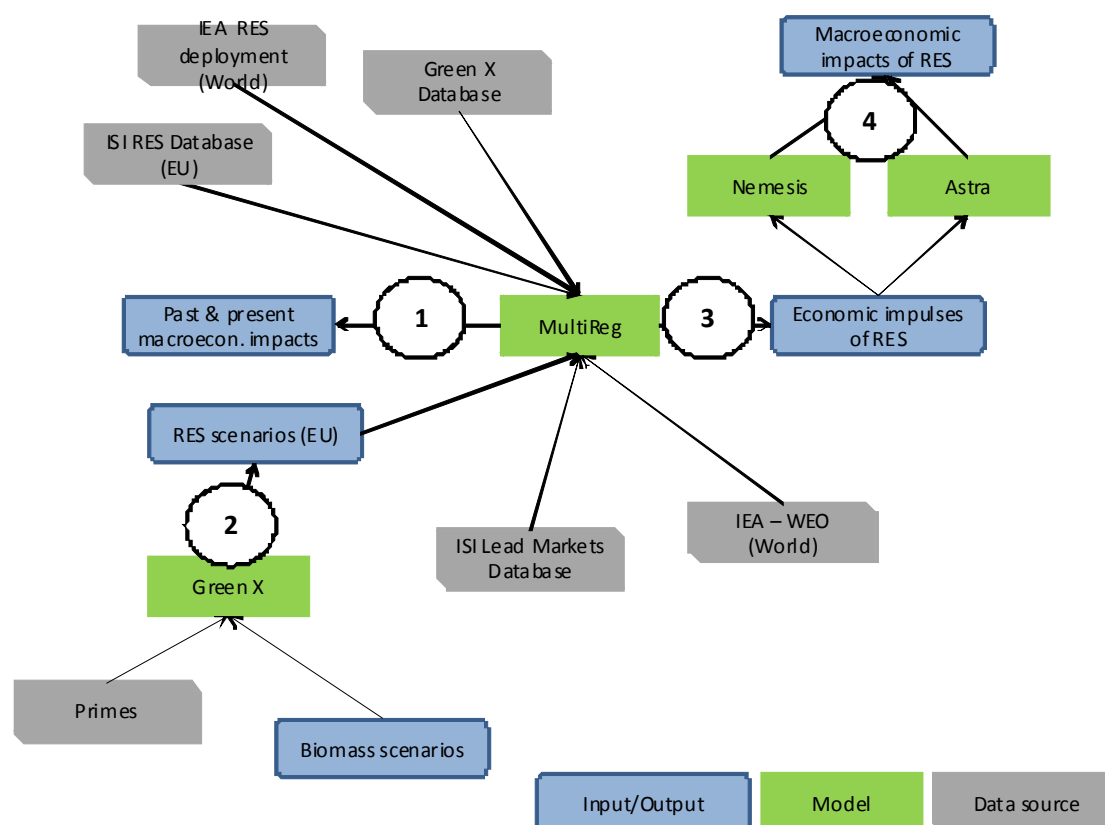 IEA RES
deployment
(World)
Green X
Database
ISI RES Database
(EU)
Macroeconomic
impacts of RES
4
Nemesis
Astra
Past & present
macroecon. impacts
1
MultiReg
3
Economic impulses
of RES
RES scenarios (EU)
2
Green X
ISI Lead Markets
Database
IEA – WEO
(World)
Primes
Biomass scenarios
Input/Output
Model
Data source